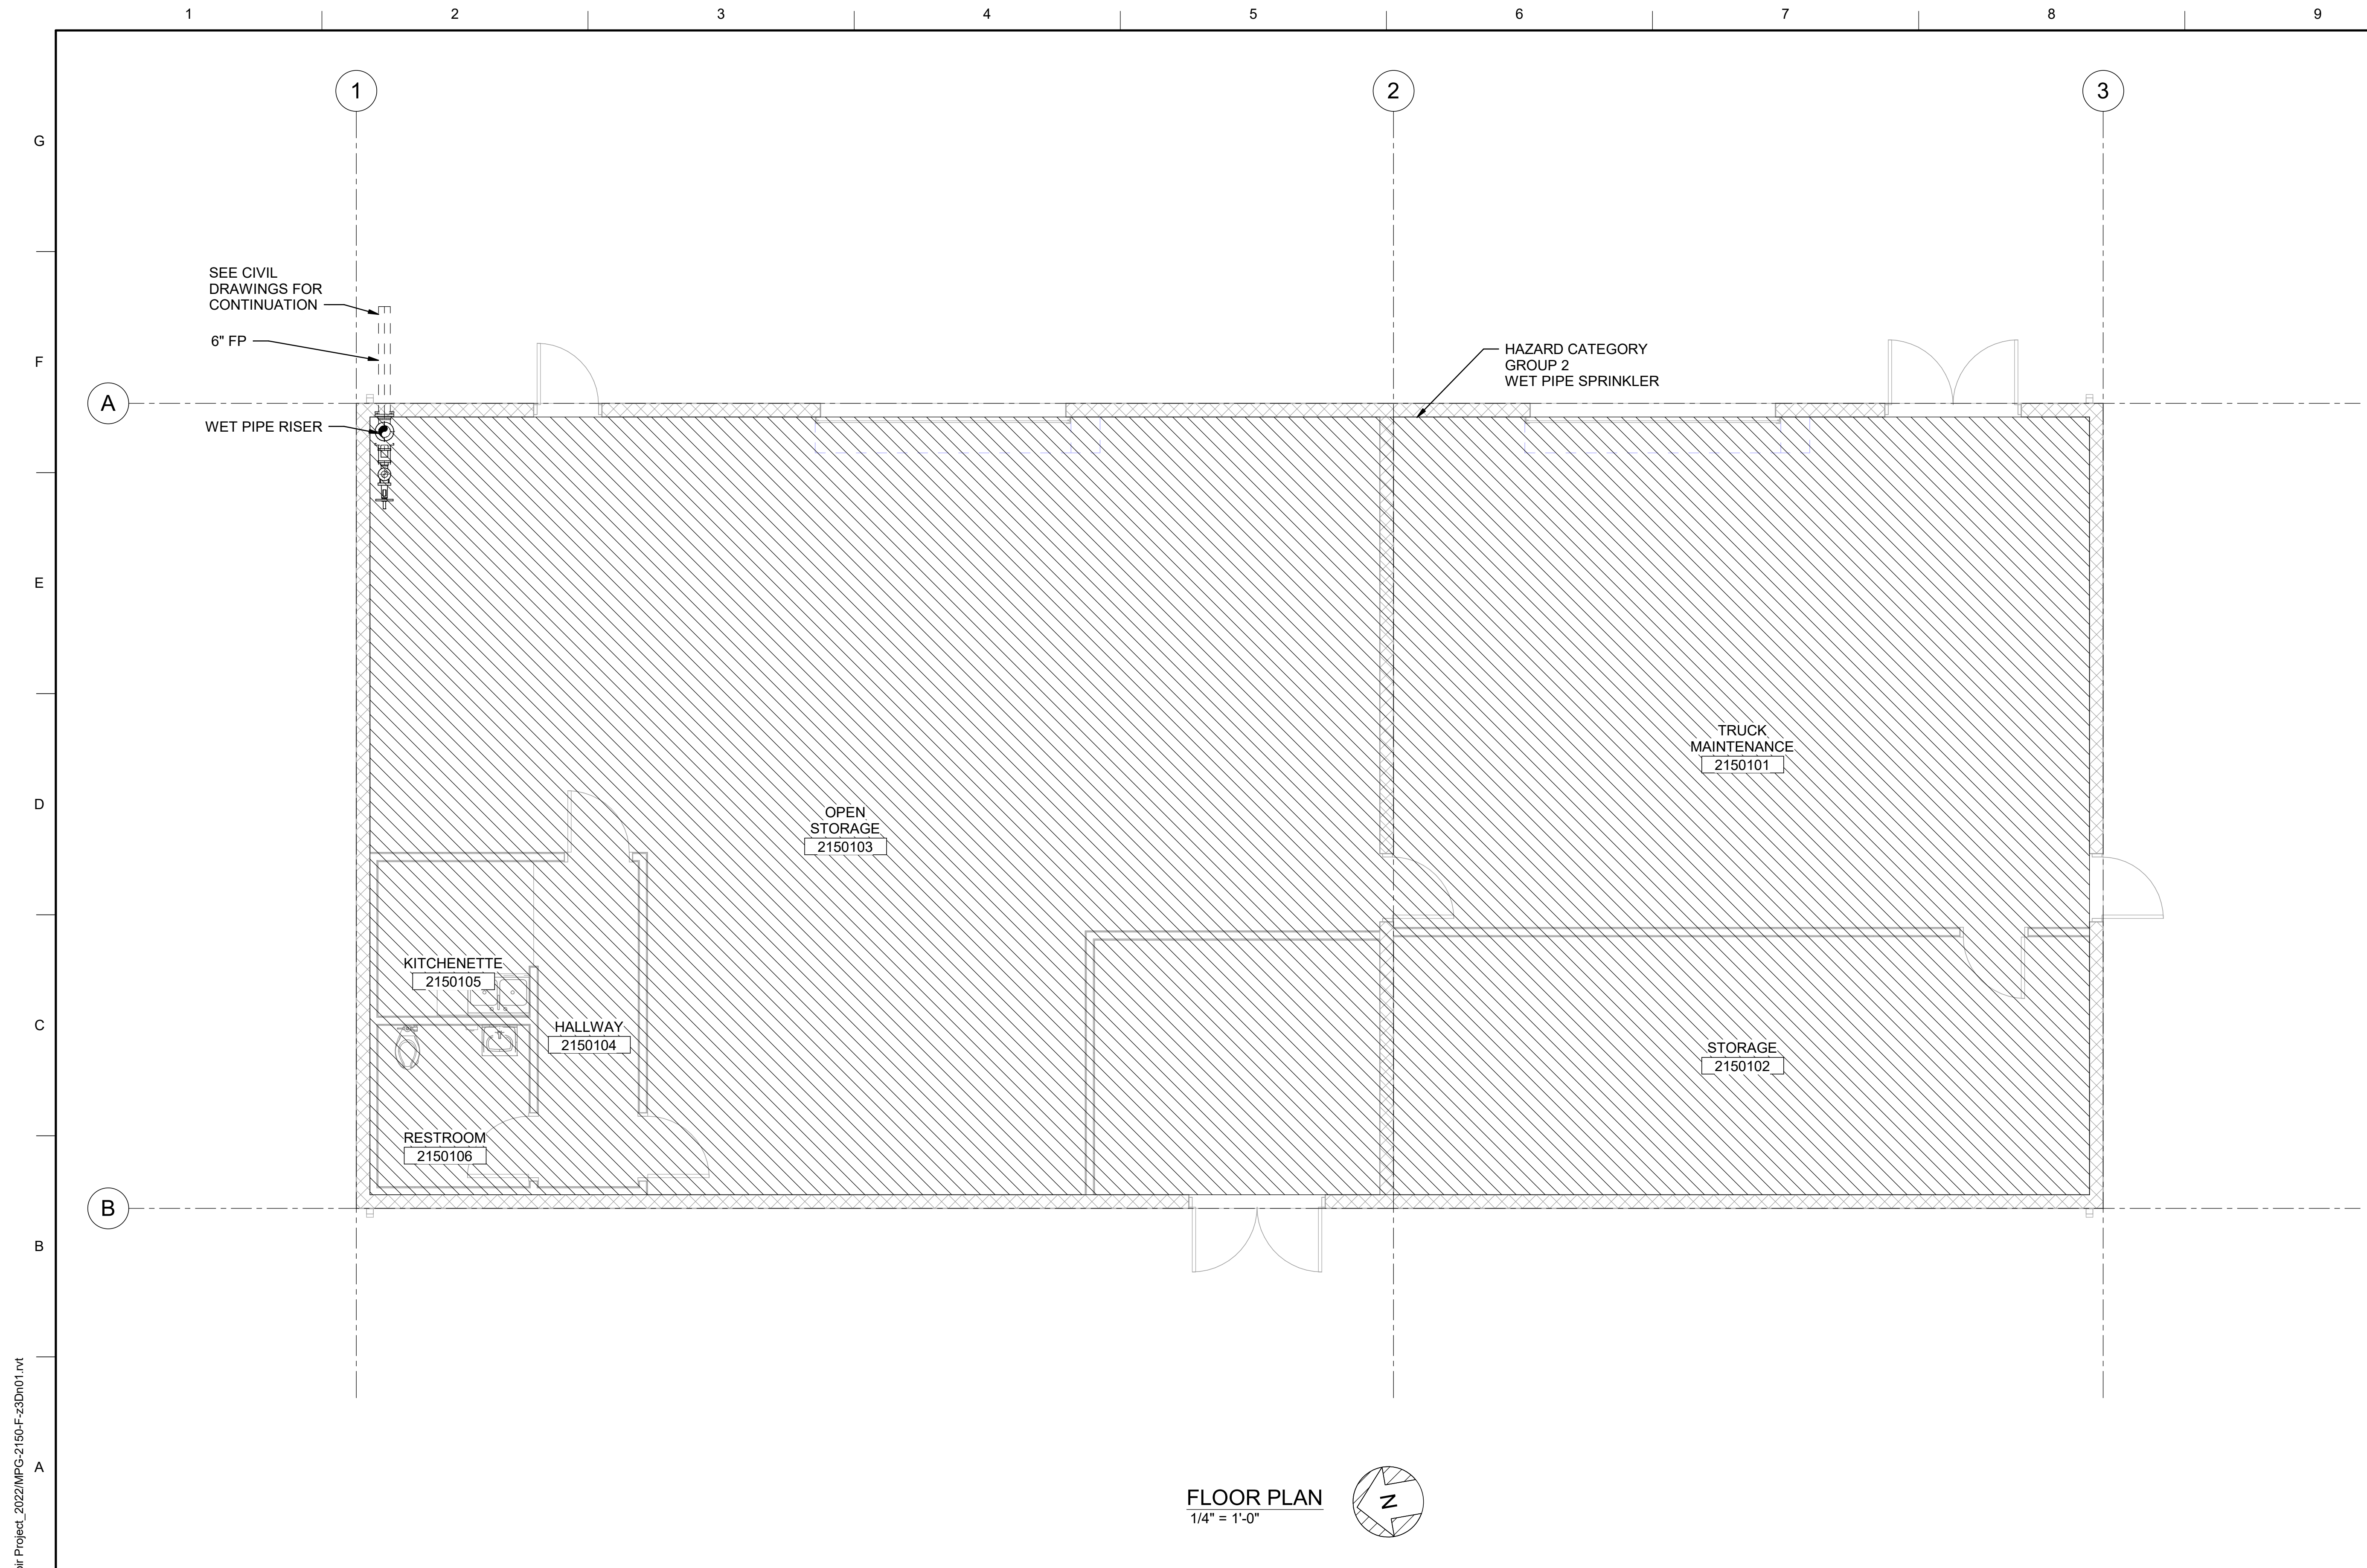 1 2 3 4 5 6 7 8 9
1 2 3
G
SEE CIVIL
DRAWINGS FOR
CONTINUATION
6" FP
F
HAZARD CATEGORY
GROUP 2
WET PIPE SPRINKLER
A
WET PIPE RISER
E
TRUCK
MAINTENANCE
2150101
D
OPEN
STORAGE
2150103
KITCHENETTE
2150105
C
HALLWAY
2150104
STORAGE
2150102
RESTROOM
2150106
B
B
A
FLOOR PLAN
1/4" = 1'-0"
N
Project_2022/MPG-2150-F-z3Dn01.rvt